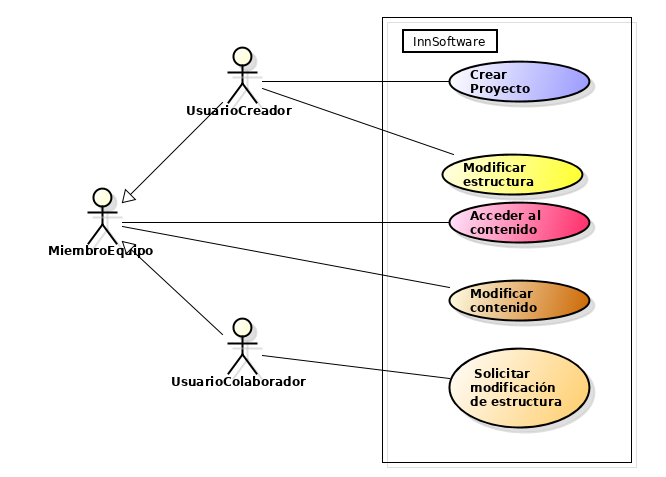 InnSoftware
Crear
Proyecto
UsuarioCreador
Modificar
estructura
Acceder al
contenido
MiembroEquipo
Modificar
contenido
Solicitar
modificación
de estructura
UsuarioColaborador